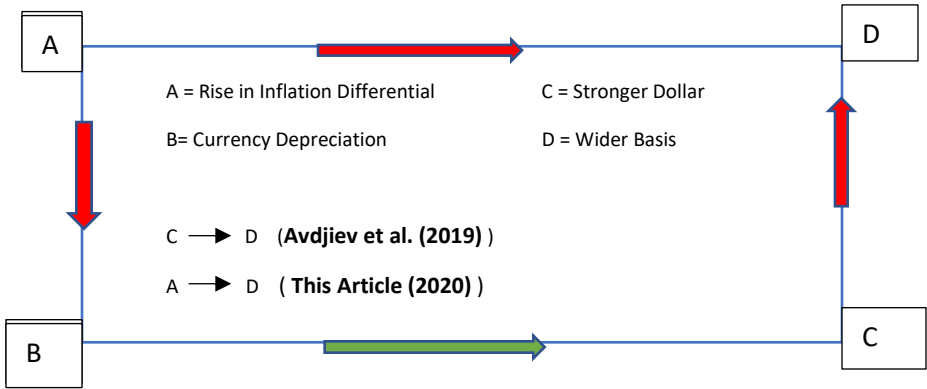 A
D
A = Rise in Inflation Differential
C = Stronger Dollar
B= Currency Depreciation
D = Wider Basis
C → D (Avdjiev et al. (2019) )
A → D ( This Article (2020) )
B
C